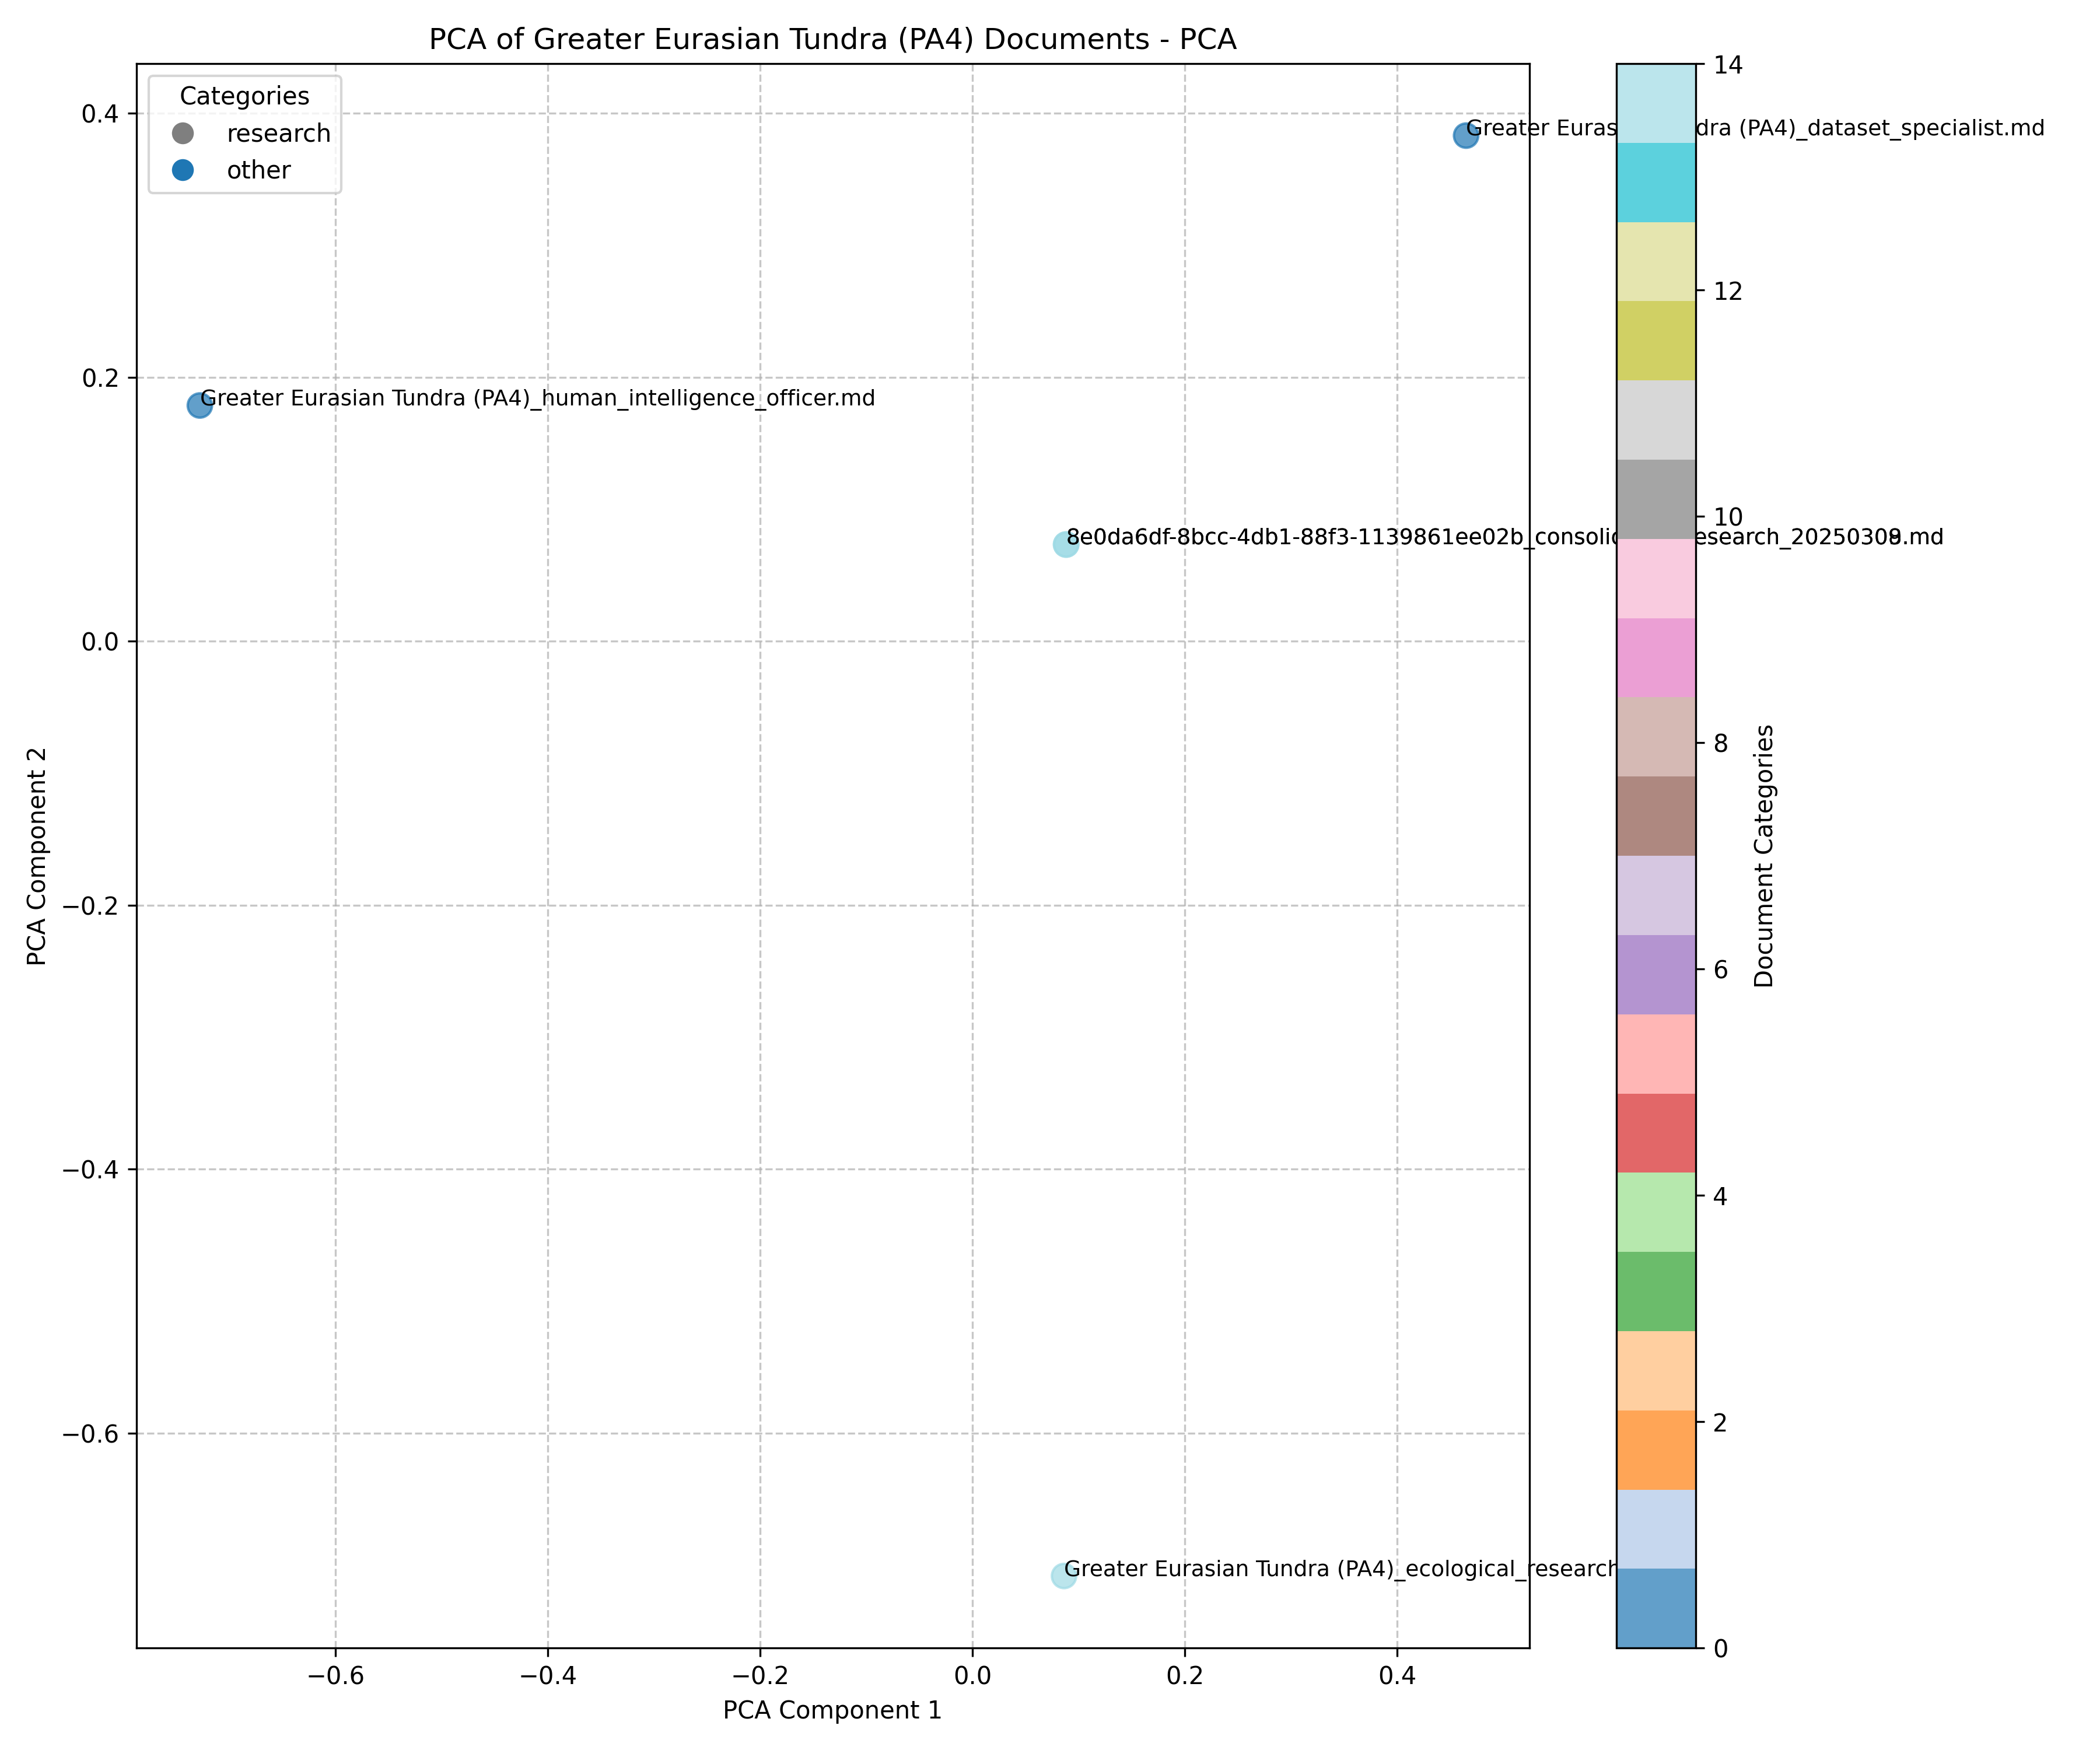 PCA of Greater Eurasian Tundra (PA4) Documents - PCA
Categories
research
other
Greater Euras dra (PA4)_dataset_specialist.md
Greater Eurasian Tundra (PA4)_human_intelligence_officer.md
8e0da6df-8bcc-4db1-88f3-1139861ee02b_consolid esearch_2025030 .md
Greater Eurasian Tundra (PA4)_ecological_research
0.4
0.2
0.0
−0.2
−0.4
−0.6
PCA Component 2
−0.6
−0.4
−0.2
0.0
0.2
0.4
PCA Component 1
14
12
10
8
6
4
2
0
Document Categories